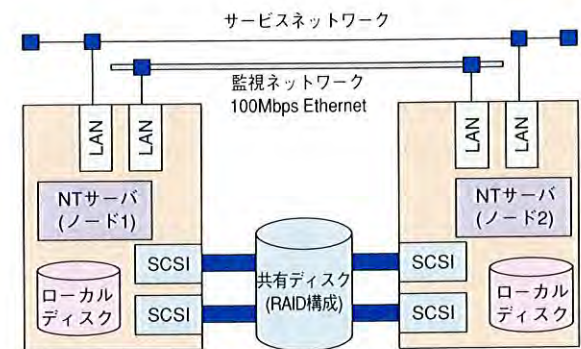 サービスネットワーク
監視ネットワーク
100Mbps Ethernet
LAN
LAN
LAN
LAN
NTサーバ
(ノード1)
NTサーバ
(ノード2)
SCSI
SCSI
共有ディスク
(RAID構成)
SCSI
SCSI
ローカル
ディスク
ローカル
ディスク